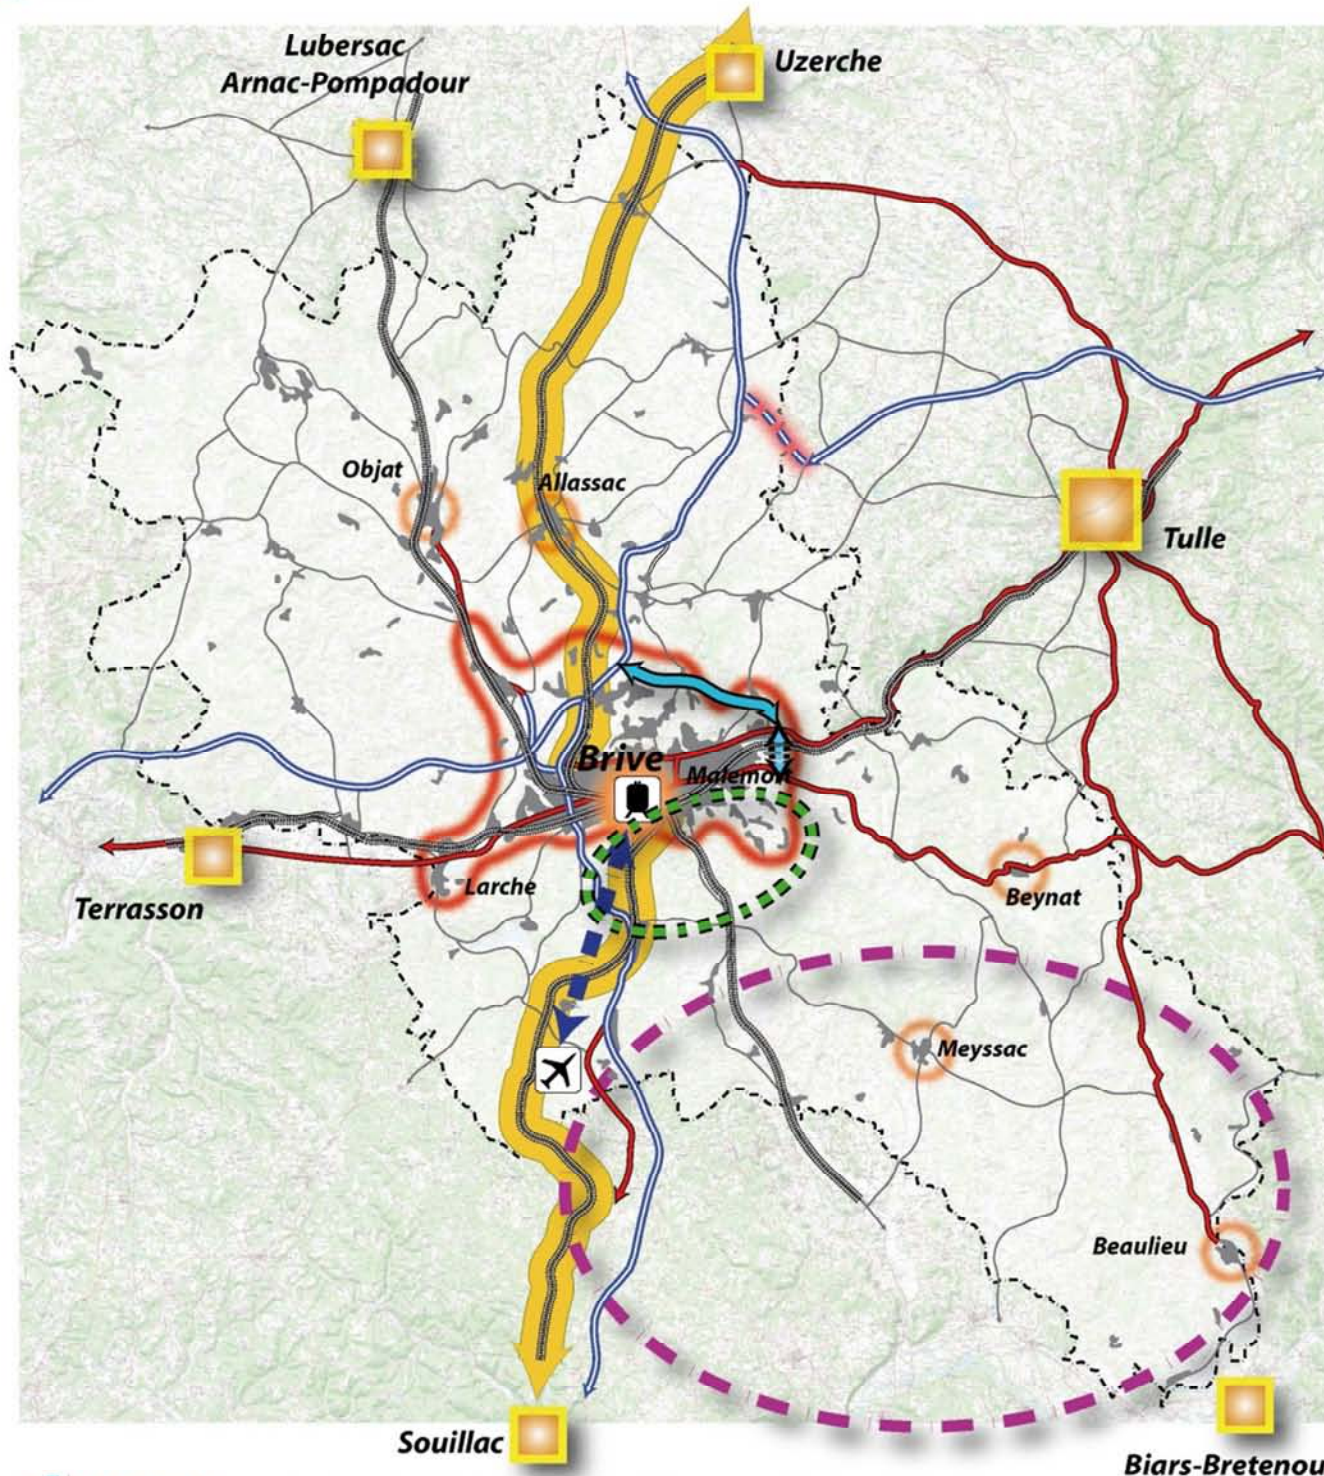 Lubersac
Arnac-Pompadour
Uzerche
Objat
Allassac
Tulle
Brive
Malemort
Larche
Terrasson
Beynat
Meyssac
Beaulieu
Souillac
Biars-Bretenou